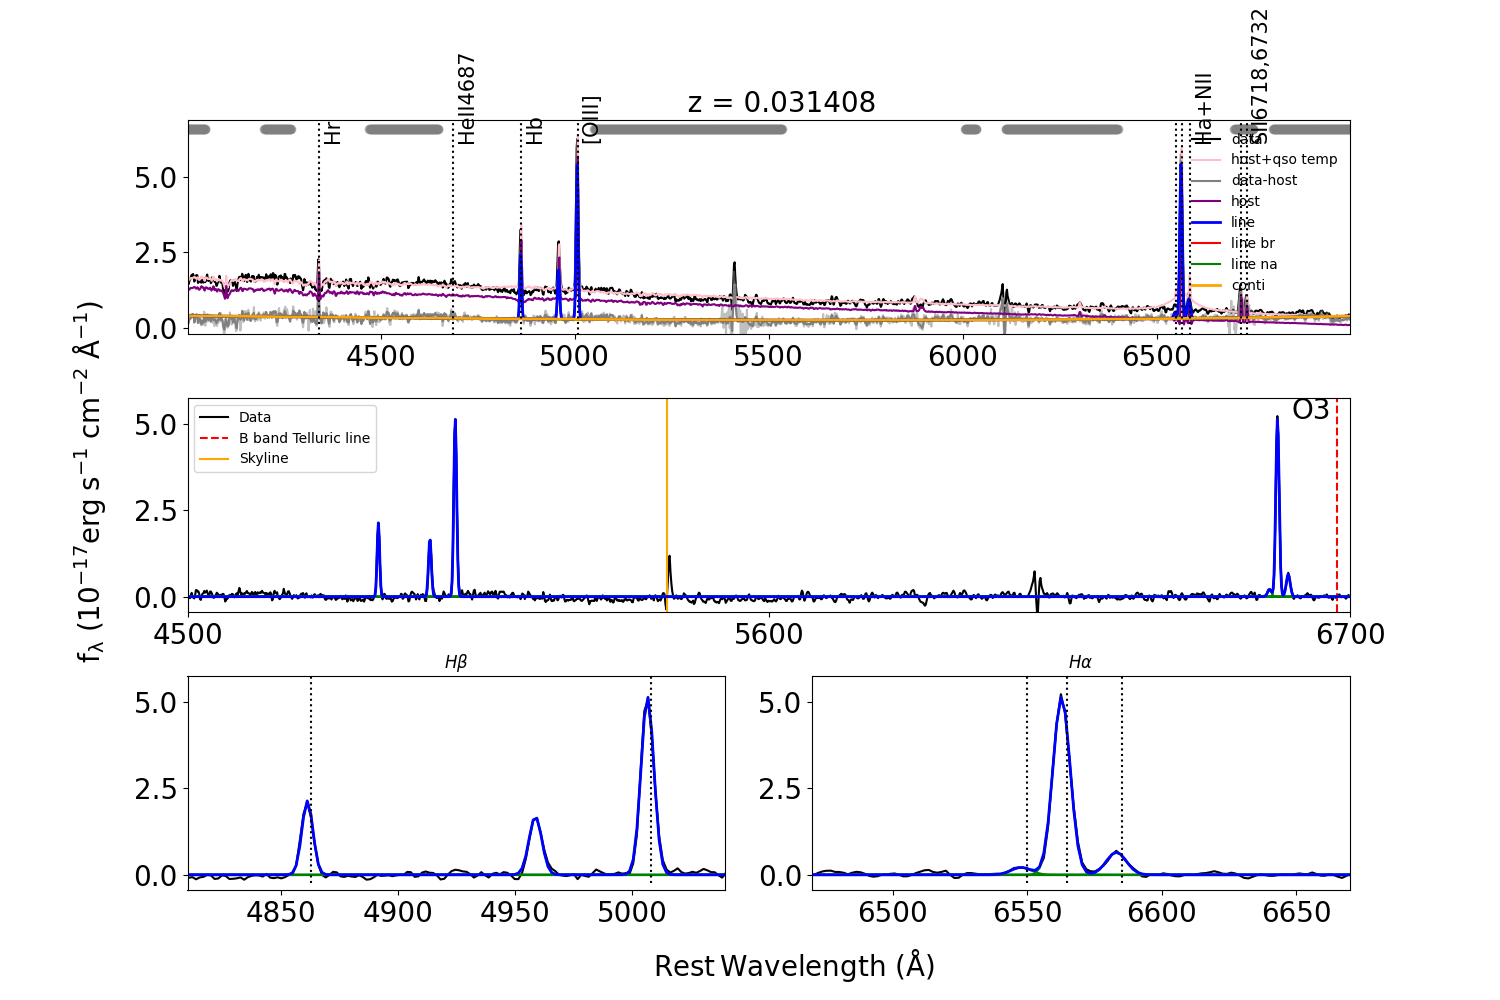 z = 0.031408
Hr
HeII4687
Hb
[OIII]
Ha+NII
SII6718,6732
data
host+qso temp
data-host
host
line
line br
line na
conti
5.0
2.5
0.0
4500
5000
5500
6000
6500
fλ (10−17erg s−1 cm−2 Å−1)
Data
B band Telluric line
Skyline
O3
5.0
2.5
0.0
4500
5600
6700
Hβ
5.0
2.5
0.0
4850
4900
4950
5000
Hα
5.0
2.5
0.0
6500
6550
6600
6650
Rest Wavelength (Å)